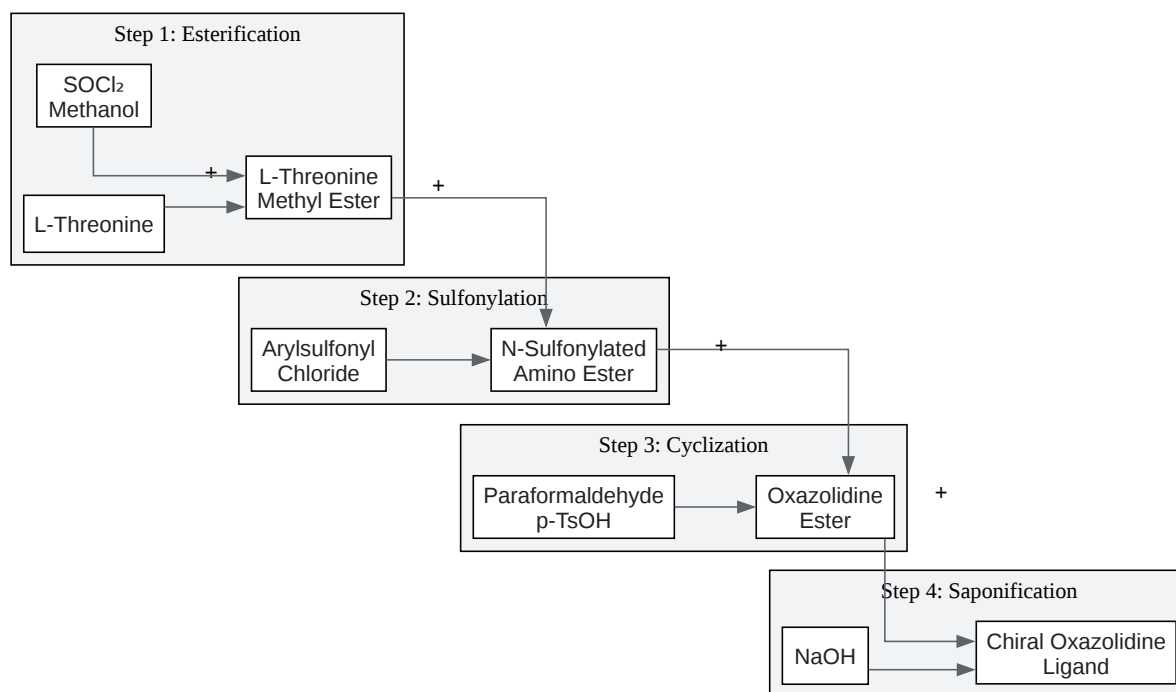 Step 1: Esterification
SOCl₂
Methanol
+
L-Threonine
Methyl Ester
+
L-Threonine
Step 2: Sulfonylation
Arylsulfonyl
Chloride
N-Sulfonylated
Amino Ester
+
Step 3: Cyclization
Paraformaldehyde
p-TsOH
Oxazolidine
Ester
+
Step 4: Saponification
NaOH
Chiral Oxazolidine
Ligand